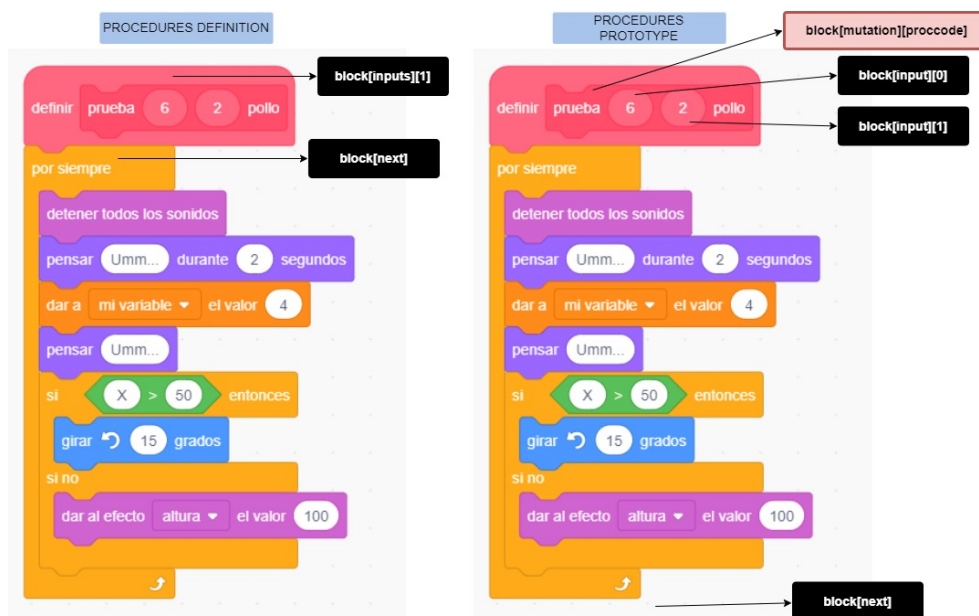 PROCEDURES DEFINITION
block[inputs][1]
definir prueba 6 2 pollo
block[next]
por siempre
detener todos los sonidos
pensar Umm... durante 2 segundos
dar a mi variable el valor 4
pensar Umm...
si X > 50 entonces
girar 15 grados
si no
dar al efecto altura el valor 100
PROCEDURES
PROTOTYPE
block[mutation][proccode]
block[input][0]
definir prueba 6 2 pollo
block[input][1]
por siempre
detener todos los sonidos
pensar Umm... durante 2 segundos
dar a mi variable el valor 4
pensar Umm...
si X > 50 entonces
girar 15 grados
si no
dar al efecto altura el valor 100
block[next]